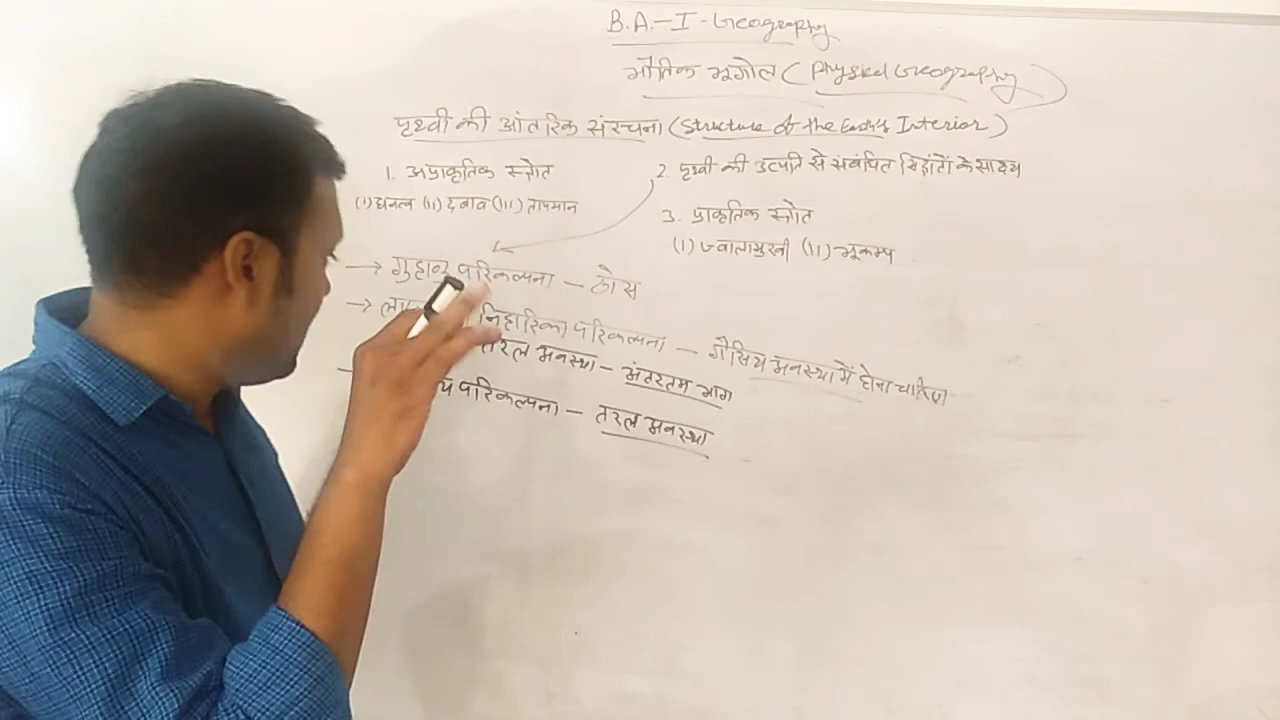 B.A.-I-Geography
भौतिक भूगोल (Physical Geography)
पृथ्वी की आंतरिक संरचना (Structure of the Earth's Interior)
1. अप्राकृतिक स्त्रोत
(I) घनत्व (II) दबाव (III) तापमान
2. पृथ्वी की उत्पति से सबंधित सिद्धांतों के साक्ष्य
3. प्राकृतिक स्त्रोत
(I) ज्वालामुखी (II) भूकम्प
→ ग्रहाणु परिकल्पना – ठोस
→ निहारिका परिकल्पना – गैसिय अवस्था में होना चाहिए
तरल अवस्था – अंतरतम भाग
परिकल्पना – तरल अवस्था